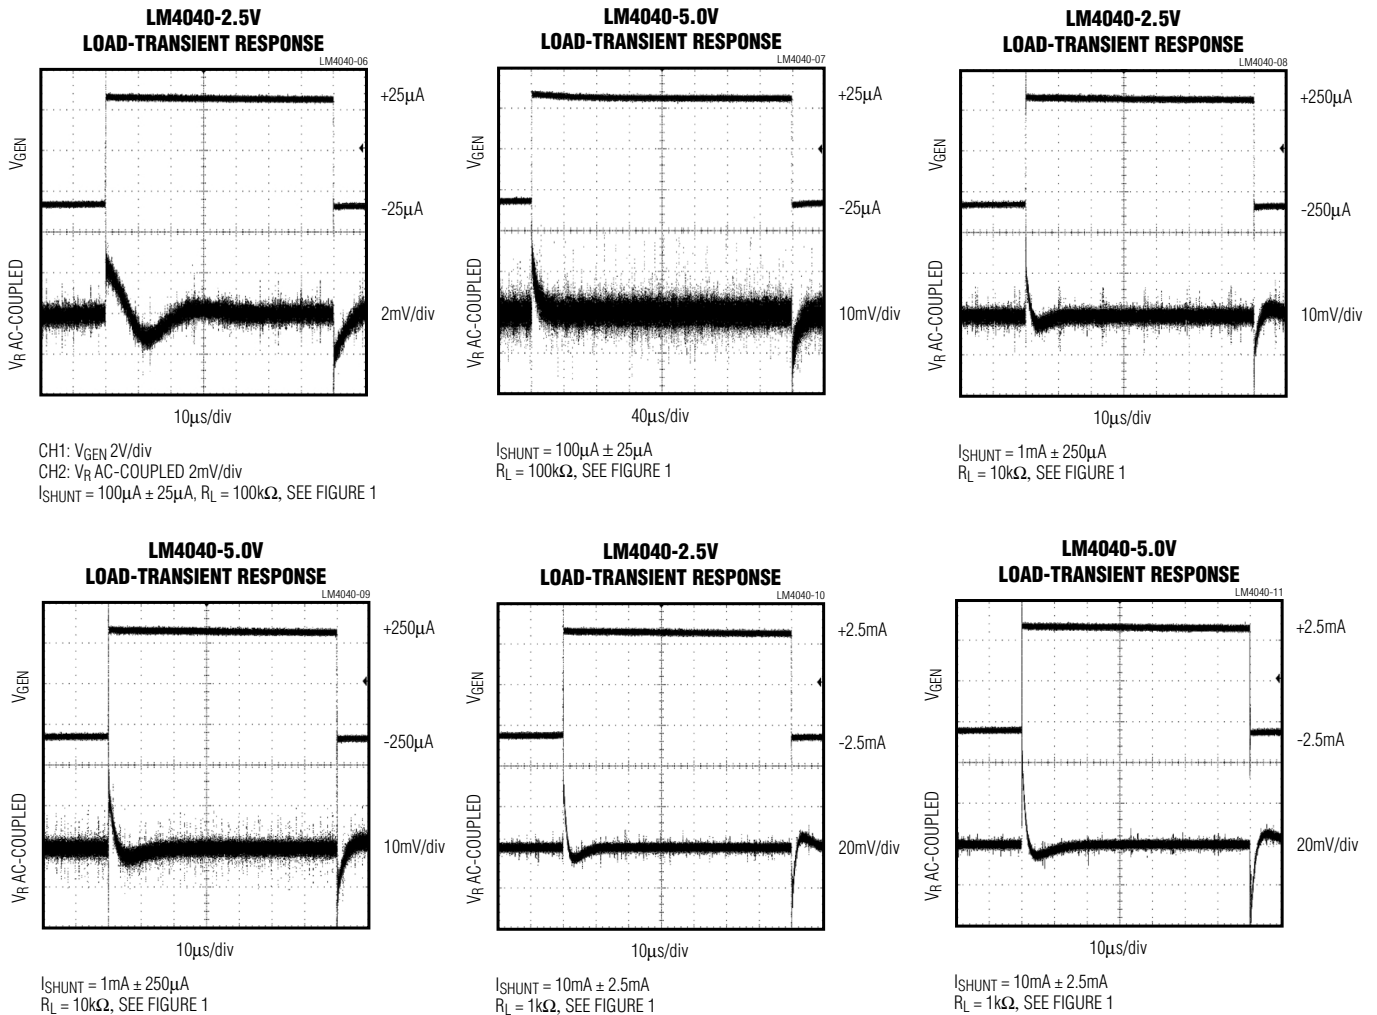 LM4040-2.5V
LOAD-TRANSIENT RESPONSE
LM4040-06
+25µA
VGEN
-25µA
VR AC-COUPLED
2mV/div
10µs/div
CH1: VGEN 2V/div
CH2: VR AC-COUPLED 2mV/div
ISHUNT = 100µA ± 25µA, RL = 100kΩ, SEE FIGURE 1
LM4040-5.0V
LOAD-TRANSIENT RESPONSE
LM4040-07
+25µA
VGEN
-25µA
VR AC-COUPLED
10mV/div
40µs/div
ISHUNT = 100µA ± 25µA
RL = 100kΩ, SEE FIGURE 1
LM4040-2.5V
LOAD-TRANSIENT RESPONSE
LM4040-08
+250µA
VGEN
-250µA
VR AC-COUPLED
10mV/div
10µs/div
ISHUNT = 1mA ± 250µA
RL = 10kΩ, SEE FIGURE 1
LM4040-5.0V
LOAD-TRANSIENT RESPONSE
LM4040-09
+250µA
VGEN
-250µA
VR AC-COUPLED
10mV/div
10µs/div
ISHUNT = 1mA ± 250µA
RL = 10kΩ, SEE FIGURE 1
LM4040-2.5V
LOAD-TRANSIENT RESPONSE
LM4040-10
+2.5mA
VGEN
-2.5mA
VR AC-COUPLED
20mV/div
10µs/div
ISHUNT = 10mA ± 2.5mA
RL = 1kΩ, SEE FIGURE 1
LM4040-5.0V
LOAD-TRANSIENT RESPONSE
LM4040-11
+2.5mA
VGEN
-2.5mA
VR AC-COUPLED
20mV/div
10µs/div
ISHUNT = 10mA ± 2.5mA
RL = 1kΩ, SEE FIGURE 1